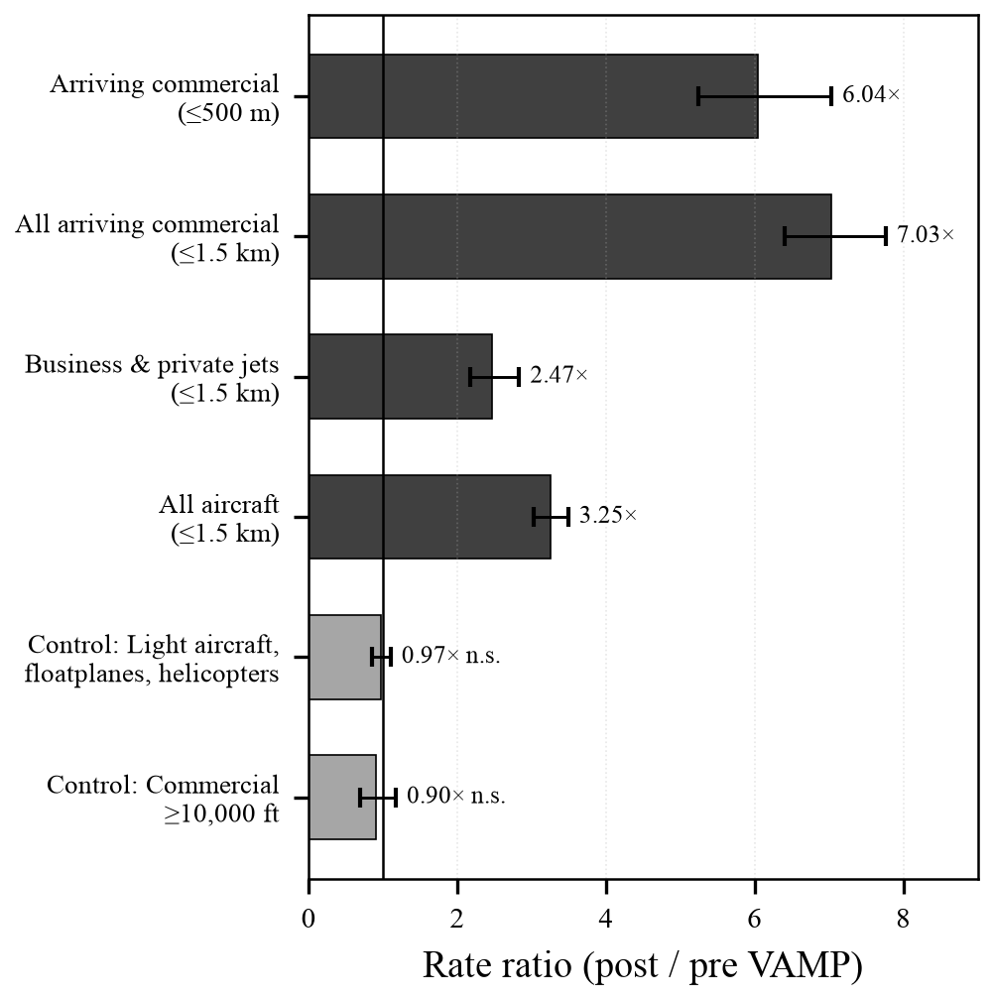 Arriving commercial
(≤500 m)
6.04×
All arriving commercial
(≤1.5 km)
7.03×
Business & private jets
(≤1.5 km)
2.47×
All aircraft
(≤1.5 km)
3.25×
Control: Light aircraft,
floatplanes, helicopters
0.97× n.s.
Control: Commercial
≥10,000 ft
0.90× n.s.
0 2 4 6 8
Rate ratio (post / pre VAMP)